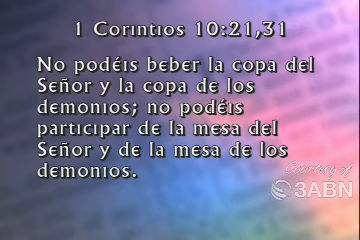 1 Corintios 10:21,31
No podéis beber la copa del
Señor y la copa de los
demonios; no podéis
participar de la mesa del
Señor y de la mesa de los
demonios.
Courtesy of
3ABN